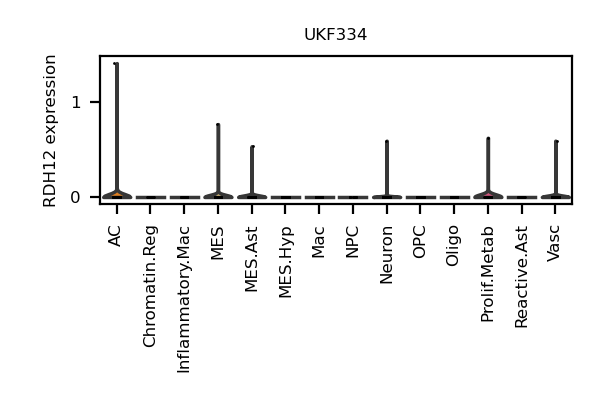 UKF334
RDH12 expression
1
0
AC
Chromatin.Reg
Inflammatory.Mac
MES
MES.Ast
MES.Hyp
Mac
NPC
Neuron
OPC
Oligo
Prolif.Metab
Reactive.Ast
Vasc